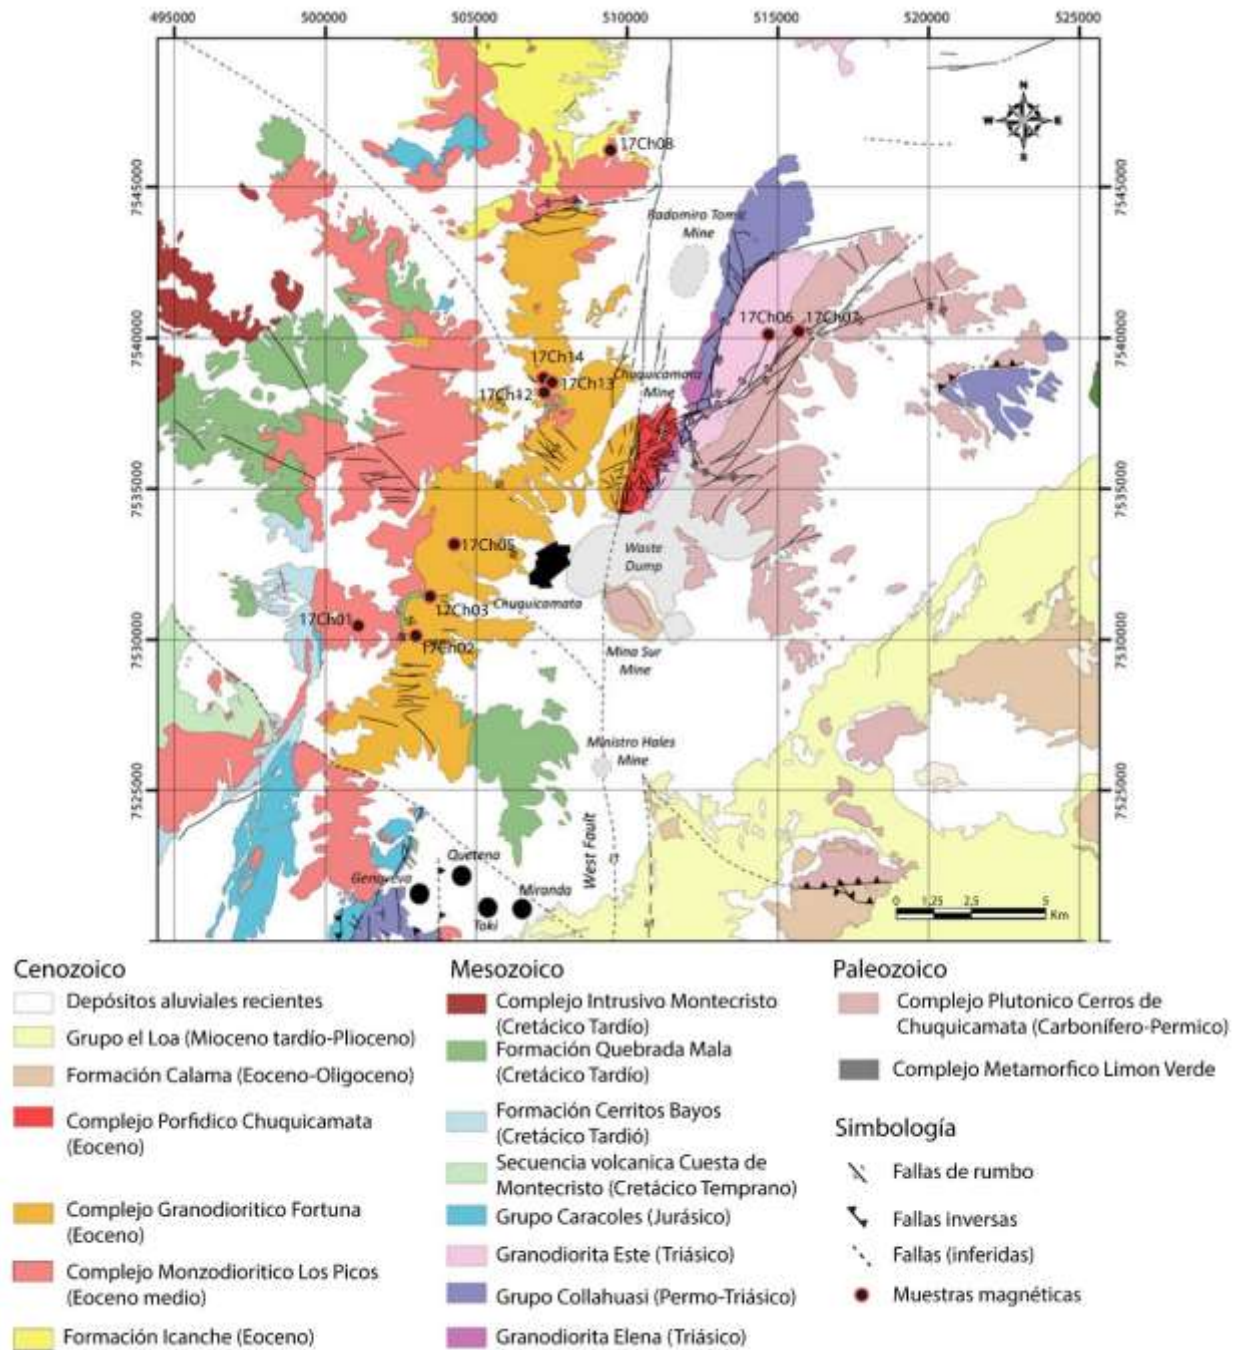 495000 500000 505000 510000 515000 520000 525000
N
W E
S
17Ch08
7545000 7545000
Radomiro Tomic
Mine
17Ch06 17Ch07
7540000 7540000
17Ch14
17Ch13
Chuquicamata
Mine
17Ch12
7535000 7535000
17Ch05
Waste
Dump
Chuquicamata
12Ch03
17Ch01
7530000 7530000
17Ch02
Mina Sur
Mine
Ministro Hales
Mine
7525000 7525000
West Fault
Quetena
Genoveva
Miranda
Toki
0 1,25 2,5 5
Km
Cenozoico
Depósitos aluviales recientes
Grupo el Loa (Mioceno tardío-Plioceno)
Formación Calama (Eoceno-Oligoceno)
Complejo Porfidico Chuquicamata
(Eoceno)
Complejo Granodioritico Fortuna
(Eoceno)
Complejo Monzodioritico Los Picos
(Eoceno medio)
Formación Icanche (Eoceno)
Mesozoico
Complejo Intrusivo Montecristo
(Cretácico Tardío)
Formación Quebrada Mala
(Cretácico Tardío)
Formación Cerritos Bayos
(Cretácico Tardió)
Secuencia volcanica Cuesta de
Montecristo (Cretácico Temprano)
Grupo Caracoles (Jurásico)
Granodiorita Este (Triásico)
Grupo Collahuasi (Permo-Triásico)
Granodiorita Elena (Triásico)
Paleozoico
Complejo Plutonico Cerros de
Chuquicamata (Carbonífero-Permico)
Complejo Metamorfico Limon Verde
Simbología
Fallas de rumbo
Fallas inversas
Fallas (inferidas)
Muestras magnéticas